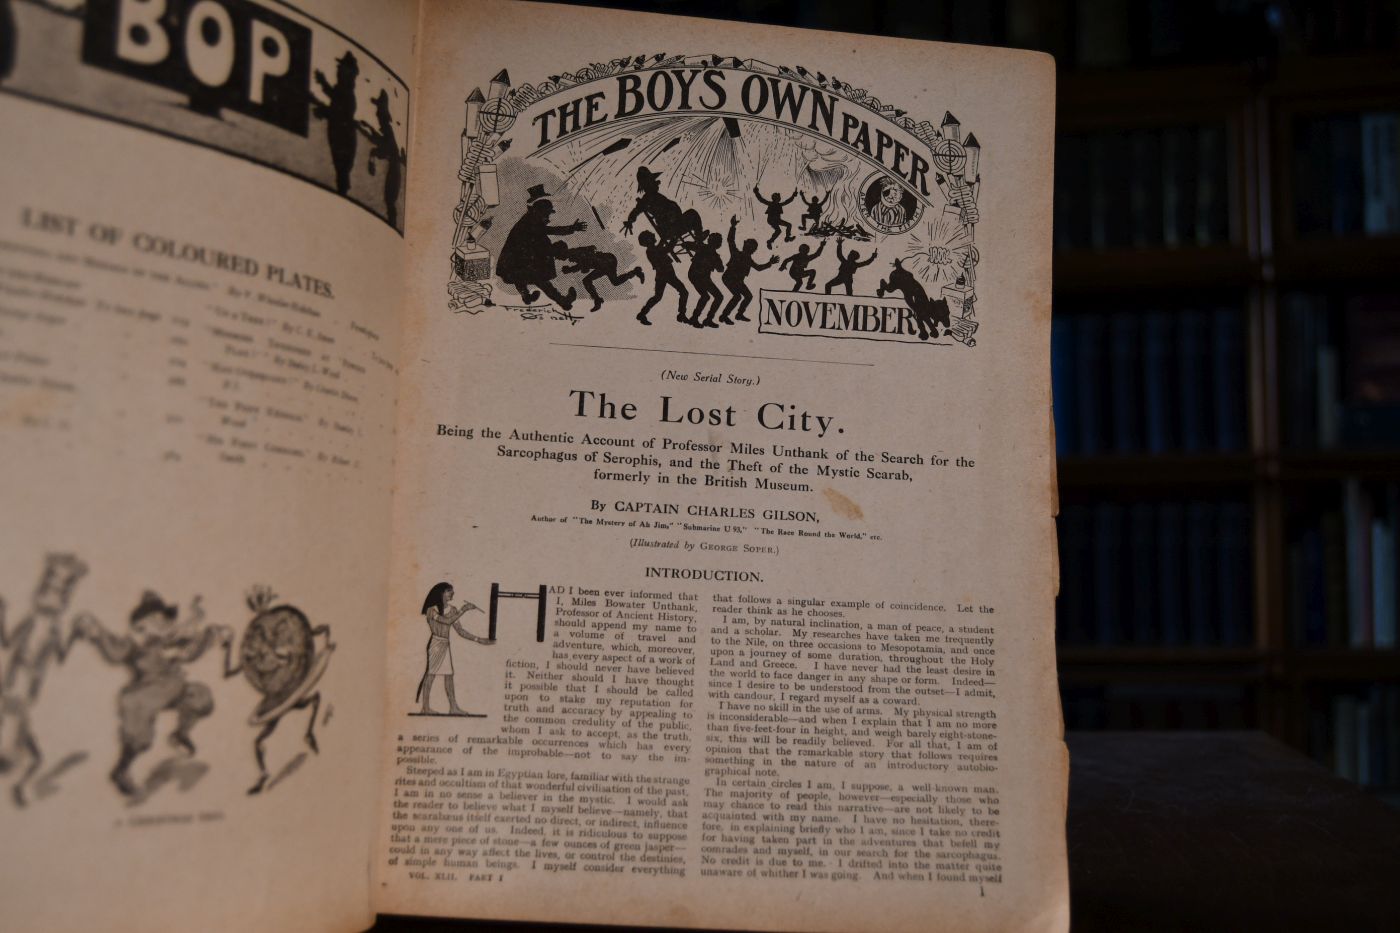 BOP
LIST OF COLOURED PLATES.
THE BOY'S OWN PAPER
NOVEMBER
(New Serial Story.)
The Lost City.
Being the Authentic Account of Professor Miles Unthank of the Search for the
Sarcophagus of Serophis, and the Theft of the Mystic Scarab,
formerly in the British Museum.
By CAPTAIN CHARLES GILSON,
Author of "The Mystery of Ah Jim," "Submarine U 93," "The Race Round the World," etc.
(Illustrated by GEORGE SOPER.)
INTRODUCTION.
HAD I been ever informed that
I, Miles Bowater Unthank,
Professor of Ancient History,
should append my name to
a volume of travel and
adventure, which, moreover,
has every aspect of a work of
fiction, I should never have believed
it. Neither should I have thought
it possible that I should be called
upon to stake my reputation for
truth and accuracy by appealing to
the common credulity of the public,
whom I ask to accept, as the truth,
a series of remarkable occurrences which has every
appearance of the improbable—not to say the im-
possible.
Steeped as I am in Egyptian lore, familiar with the strange
rites and occultism of that wonderful civilisation of the past,
I am in no sense a believer in the mystic. I would ask
the reader to believe what I myself believe—namely, that
the scarabæus itself exerted no direct, or indirect, influence
upon any one of us. Indeed, it is ridiculous to suppose
that a mere piece of stone—a few ounces of green jasper—
could in any way affect the lives, or control the destinies,
of simple human beings. I myself consider everything
VOL. XLII. PART 1
that follows a singular example of coincidence. Let the
reader think as he chooses.
I am, by natural inclination, a man of peace, a student
and a scholar. My researches have taken me frequently
to the Nile, on three occasions to Mesopotamia, and once
upon a journey of some duration, throughout the Holy
Land and Greece. I have never had the least desire in
the world to face danger in any shape or form. Indeed—
since I desire to be understood from the outset—I admit,
with candour, I regard myself as a coward.
I have no skill in the use of arms. My physical strength
is inconsiderable—and when I explain that I am no more
than five-feet-four in height, and weigh barely eight-stone-
six, this will be readily believed. For all that, I am of
opinion that the remarkable story that follows requires
something in the nature of an introductory autobio-
graphical note.
In certain circles I am, I suppose, a well-known man.
The majority of people, however—especially those who
may chance to read this narrative—are not likely to be
acquainted with my name. I have no hesitation, there-
fore, in explaining briefly who I am, since I take no credit
for having taken part in the adventures that befell my
comrades and myself, in our search for the sarcophagus.
No credit is due to me. I drifted into the matter quite
unaware of whither I was going. And when I found myself
1